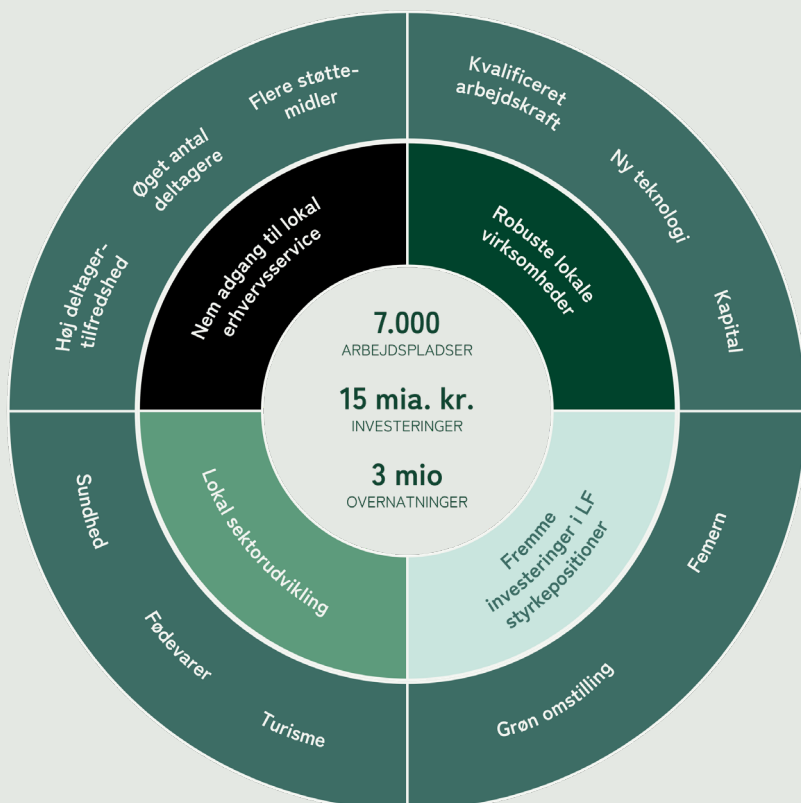 Flere støtte-
midler
Øget antal
deltagere
Høj deltager-
tilfredshed
Nem adgang til lokal
erhvervsservice
Kvalificeret
arbejdskraft
Ny teknologi
Kapital
Robuste lokale
virksomheder
7.000
ARBEJDSPLADSER
15 mia. kr.
INVESTERINGER
3 mio
OVERNATNINGER
Lokal sektorudvikling
Sundhed
Fødevarer
Turisme
Fremme
investeringer i LF
styrkepositioner
Femern
Grøn omstilling